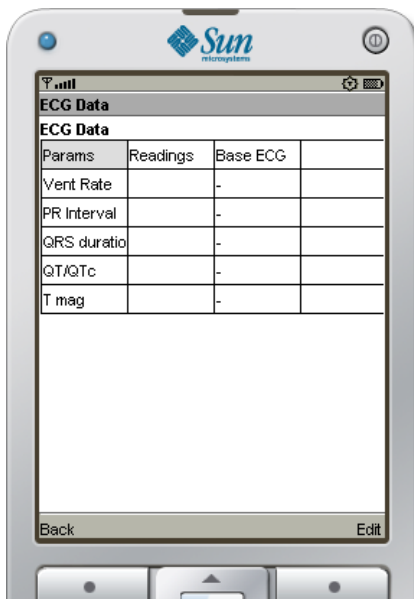 Sun
microsystems
ECG Data
ECG Data
Params Readings Base ECG
Vent Rate -
PR Interval -
QRS duratio -
QT/QTc -
T mag -
Back Edit